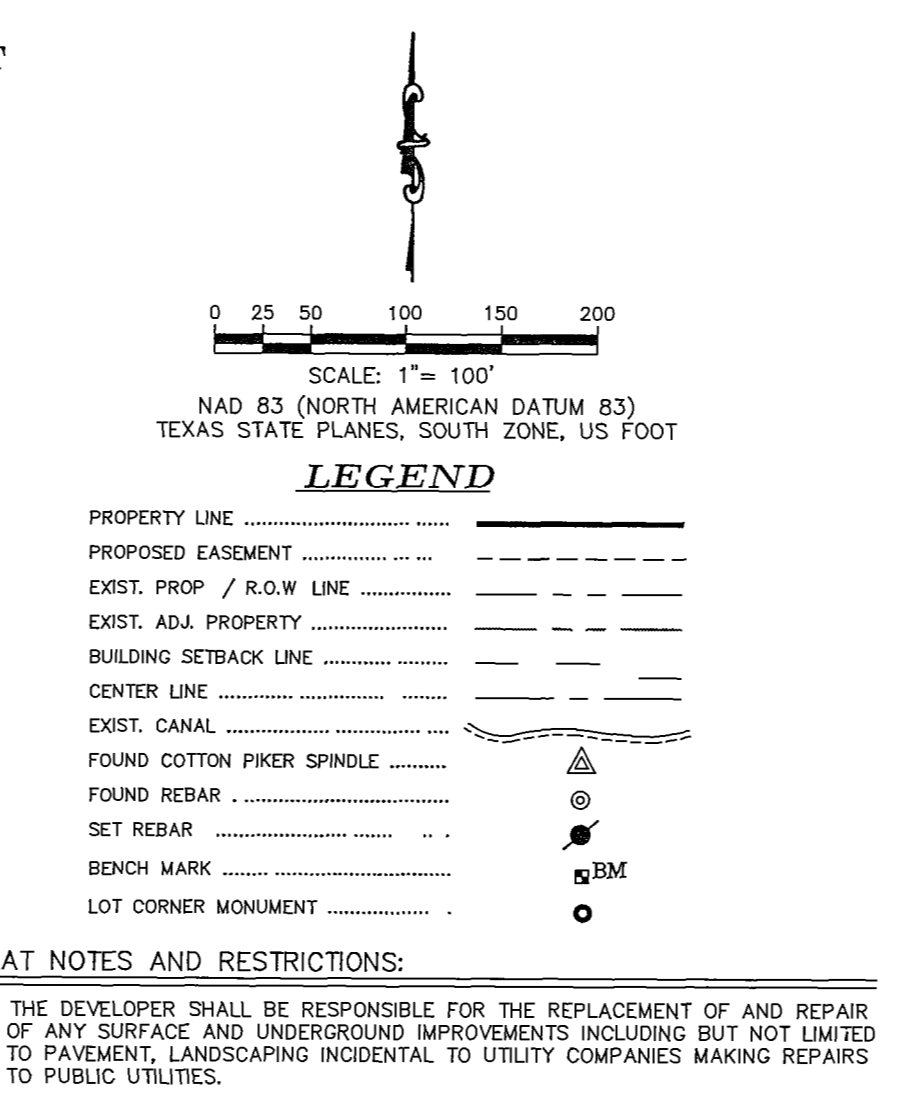 0 25 50 100 150 200
SCALE: 1"= 100'
NAD 83 (NORTH AMERICAN DATUM 83)
TEXAS STATE PLANES, SOUTH ZONE, US FOOT
LEGEND
PROPERTY LINE
PROPOSED EASEMENT
EXIST. PROP / R.O.W LINE
EXIST. ADJ. PROPERTY
BUILDING SETBACK LINE
CENTER LINE
EXIST. CANAL
FOUND COTTON PIKER SPINDLE
FOUND REBAR
SET REBAR
BENCH MARK BM
LOT CORNER MONUMENT
AT NOTES AND RESTRICTIONS:
THE DEVELOPER SHALL BE RESPONSIBLE FOR THE REPLACEMENT OF AND REPAIR
OF ANY SURFACE AND UNDERGROUND IMPROVEMENTS INCLUDING BUT NOT LIMITED
TO PAVEMENT, LANDSCAPING INCIDENTAL TO UTILITY COMPANIES MAKING REPAIRS
TO PUBLIC UTILITIES.